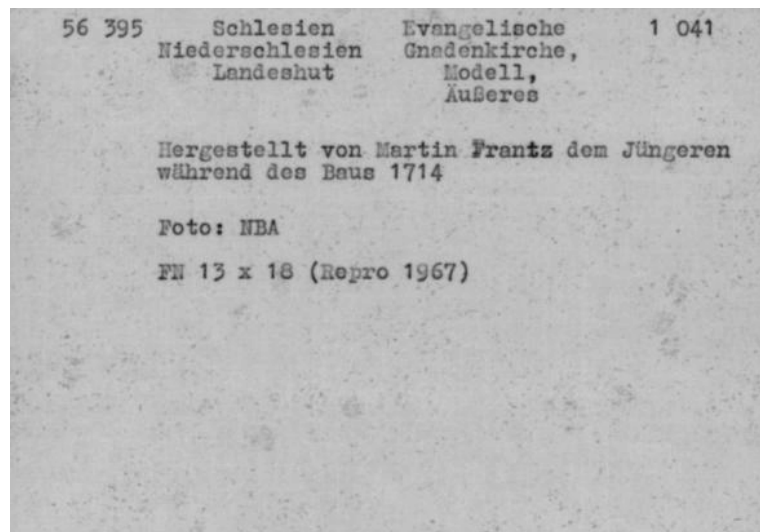 56 395 Schlesien Evangelische 1 041
Niederschlesien Gnadenkirche,
Landeshut Modell,
Äußeres
Hergestellt von Martin Frantz dem Jüngeren
während des Baus 1714
Foto: NBA
FN 13 x 18 (Repro 1967)